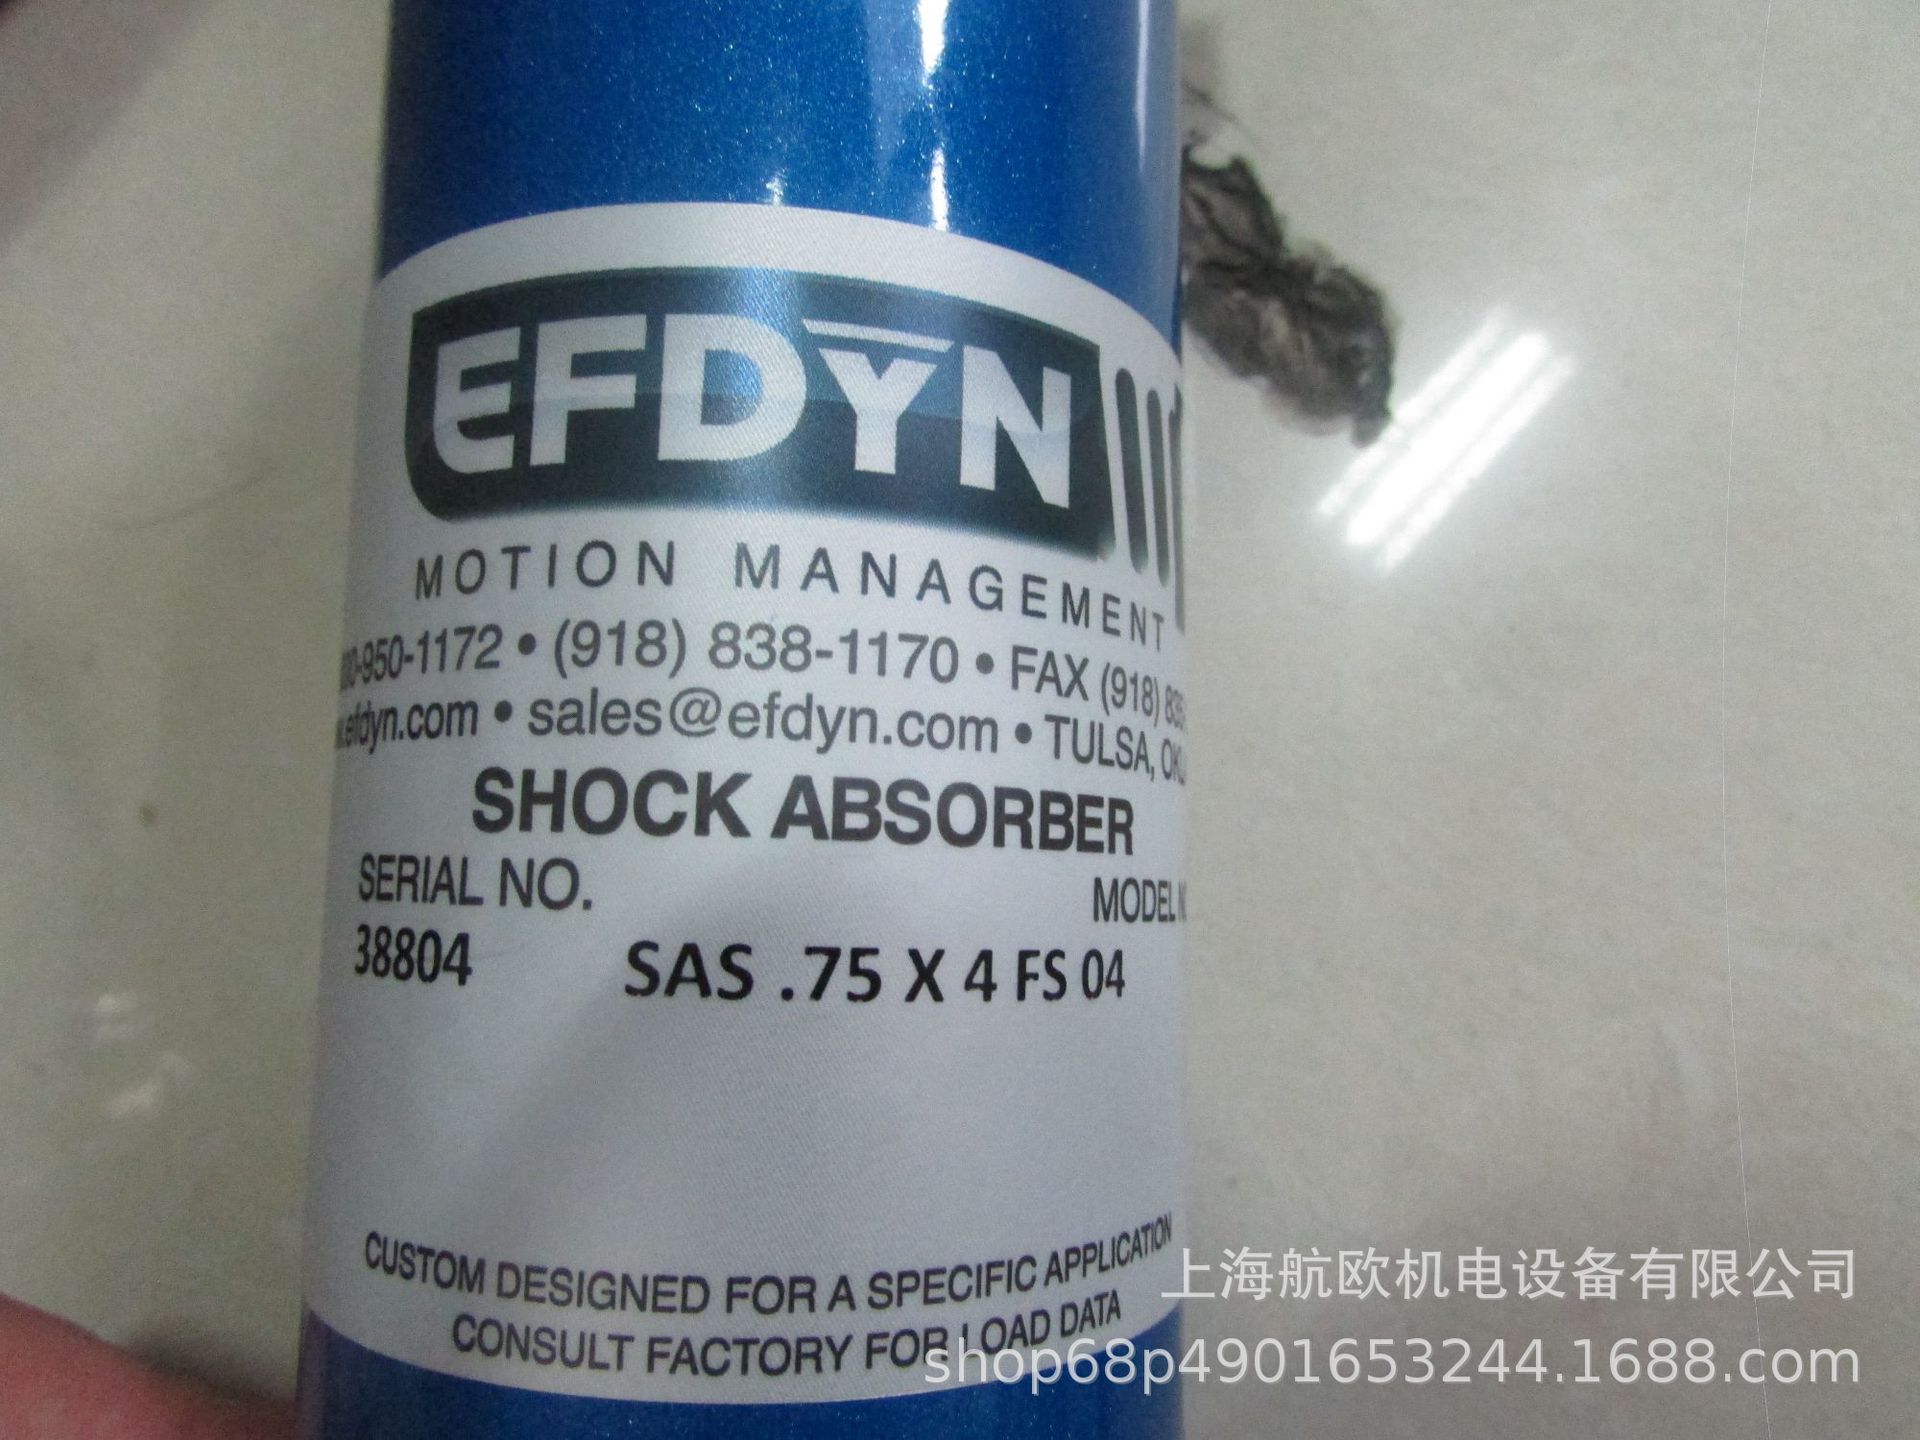 EFDYN
MOTION MANAGEMENT
-950-1172 • (918) 838-1170 • FAX (918)
efdyn.com • sales@efdyn.com • TULSA,
SHOCK ABSORBER
SERIAL NO. MODEL
38804 SAS .75 X 4 FS 04
CUSTOM DESIGNED FOR A SPECIFIC APPLICATION
CONSULT FACTORY FOR LOAD DATA
上海航欧机电设备有限公司
shop68p4901653244.1688.com